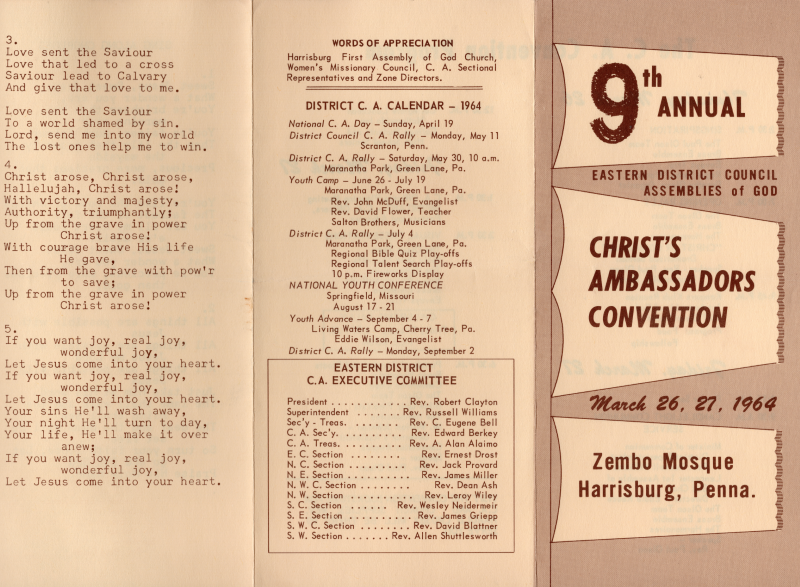 3.
Love sent the Saviour
Love that led to a cross
Saviour lead to Calvary
And give that love to me.
Love sent the Saviour
To a world shamed by sin.
Lord, send me into my world
The lost ones help me to win.
4.
Christ arose, Christ arose,
Hallelujah, Christ arose!
With victory and majesty,
Authority, triumphantly;
Up from the grave in power
Christ arose!
With courage brave His life
He gave,
Then from the grave with pow'r
to save;
Up from the grave in power
Christ arose!
5.
If you want joy, real joy,
wonderful joy,
Let Jesus come into your heart.
If you want joy, real joy,
wonderful joy,
Let Jesus come into your heart.
Your sins He'll wash away,
Your night He'll turn to day,
Your life, He'll make it over
anew;
If you want joy, real joy,
wonderful joy,
Let Jesus come into your heart.
WORDS OF APPRECIATION
Harrisburg First Assembly of God Church,
Women's Missionary Council, C. A. Sectional
Representatives and Zone Directors.
DISTRICT C. A. CALENDAR – 1964
National C. A. Day – Sunday, April 19
District Council C. A. Rally – Monday, May 11
Scranton, Penn.
District C. A. Rally – Saturday, May 30, 10 a.m.
Maranatha Park, Green Lane, Pa.
Youth Camp – June 26 - July 19
Maranatha Park, Green Lane, Pa.
Rev. John McDuff, Evangelist
Rev. David Flower, Teacher
Salton Brothers, Musicians
District C. A. Rally – July 4
Maranatha Park, Green Lane, Pa.
Regional Bible Quiz Play-offs
Regional Talent Search Play-offs
10 p.m. Fireworks Display
NATIONAL YOUTH CONFERENCE
Springfield, Missouri
August 17 - 21
Youth Advance – September 4 - 7
Living Waters Camp, Cherry Tree, Pa.
Eddie Wilson, Evangelist
District C. A. Rally – Monday, September 2
EASTERN DISTRICT
C.A. EXECUTIVE COMMITTEE
President . . . . . . . . . . . . Rev. Robert Clayton
Superintendent . . . . . . . Rev. Russell Williams
Sec'y - Treas. . . . . . . . Rev. C. Eugene Bell
C. A. Sec'y. . . . . . . . . . Rev. Edward Berkey
C. A. Treas. . . . . . . . . . Rev. A. Alan Alaimo
E. C. Section . . . . . . . . Rev. Ernest Drost
N. C. Section . . . . . . . . . Rev. Jack Provard
N. E. Section . . . . . . . . . . Rev. James Miller
N. W. C. Section . . . . . . . . Rev. Dean Ash
N. W. Section . . . . . . . . . . Rev. Leroy Wiley
S. C. Section . . . . . . Rev. Wesley Neidermeir
S. E. Section . . . . . . . . . . Rev. James Griepp
S. W. C. Section . . . . . . . . Rev. David Blattner
S. W. Section . . . . . . . Rev. Allen Shuttlesworth
9th
ANNUAL
EASTERN DISTRICT COUNCIL
ASSEMBLIES of GOD
CHRIST'S
AMBASSADORS
CONVENTION
March 26, 27, 1964
Zembo Mosque
Harrisburg, Penna.